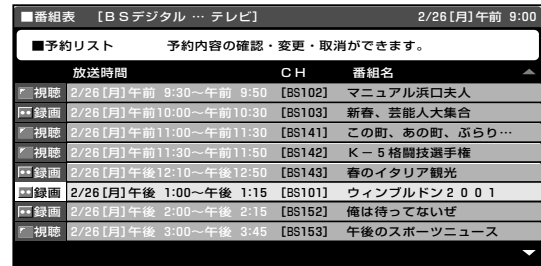 ■番組表 [BSデジタル … テレビ] 2/26[月]午前 9:00
■予約リスト 予約内容の確認・変更・取消ができます。
放送時間 CH 番組名
視聴 2/26[月]午前 9:30〜午前 9:50 [BS102] マニュアル浜口夫人
録画 2/26[月]午前10:00〜午前10:30 [BS103] 新春、芸能人大集合
視聴 2/26[月]午前11:00〜午前11:30 [BS141] この町、あの町、ぶらり…
視聴 2/26[月]午前11:30〜午前11:50 [BS142] K−5格闘技選手権
録画 2/26[月]午後12:10〜午後12:50 [BS143] 春のイタリア観光
録画 2/26[月]午後 1:00〜午後 1:15 [BS101] ウィンブルドン2001
録画 2/26[月]午後 2:00〜午後 2:15 [BS152] 俺は待ってないぜ
視聴 2/26[月]午後 3:00〜午後 3:45 [BS153] 午後のスポーツニュース